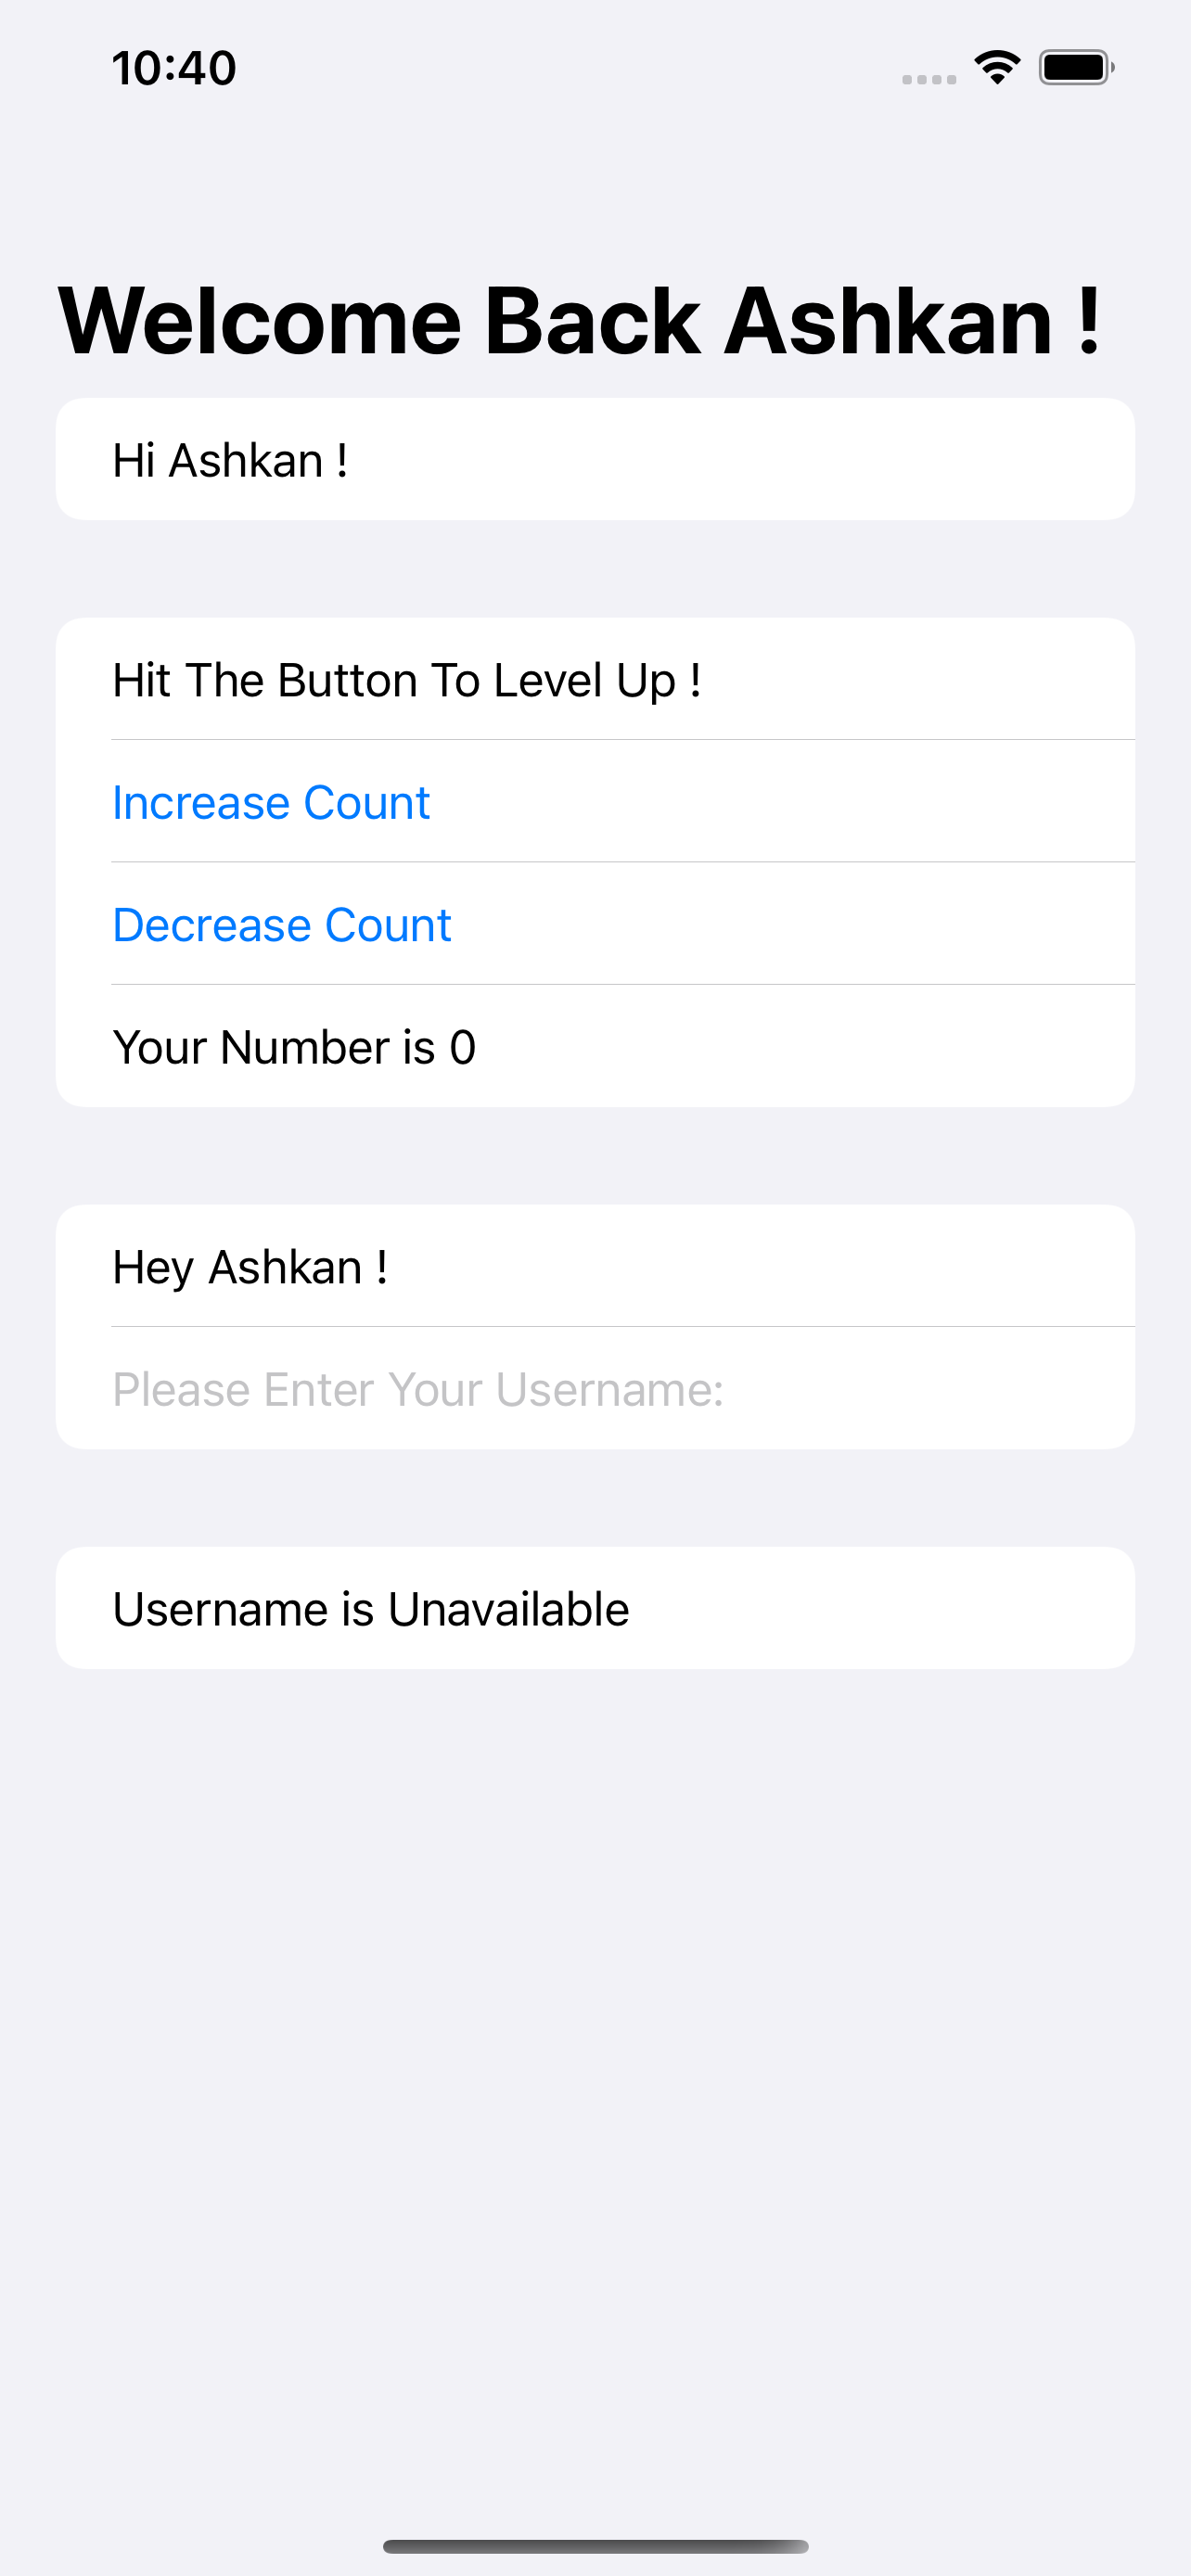 10:40
Welcome Back Ashkan !
Hi Ashkan !
Hit The Button To Level Up !
Increase Count
Decrease Count
Your Number is 0
Hey Ashkan !
Please Enter Your Username:
Username is Unavailable